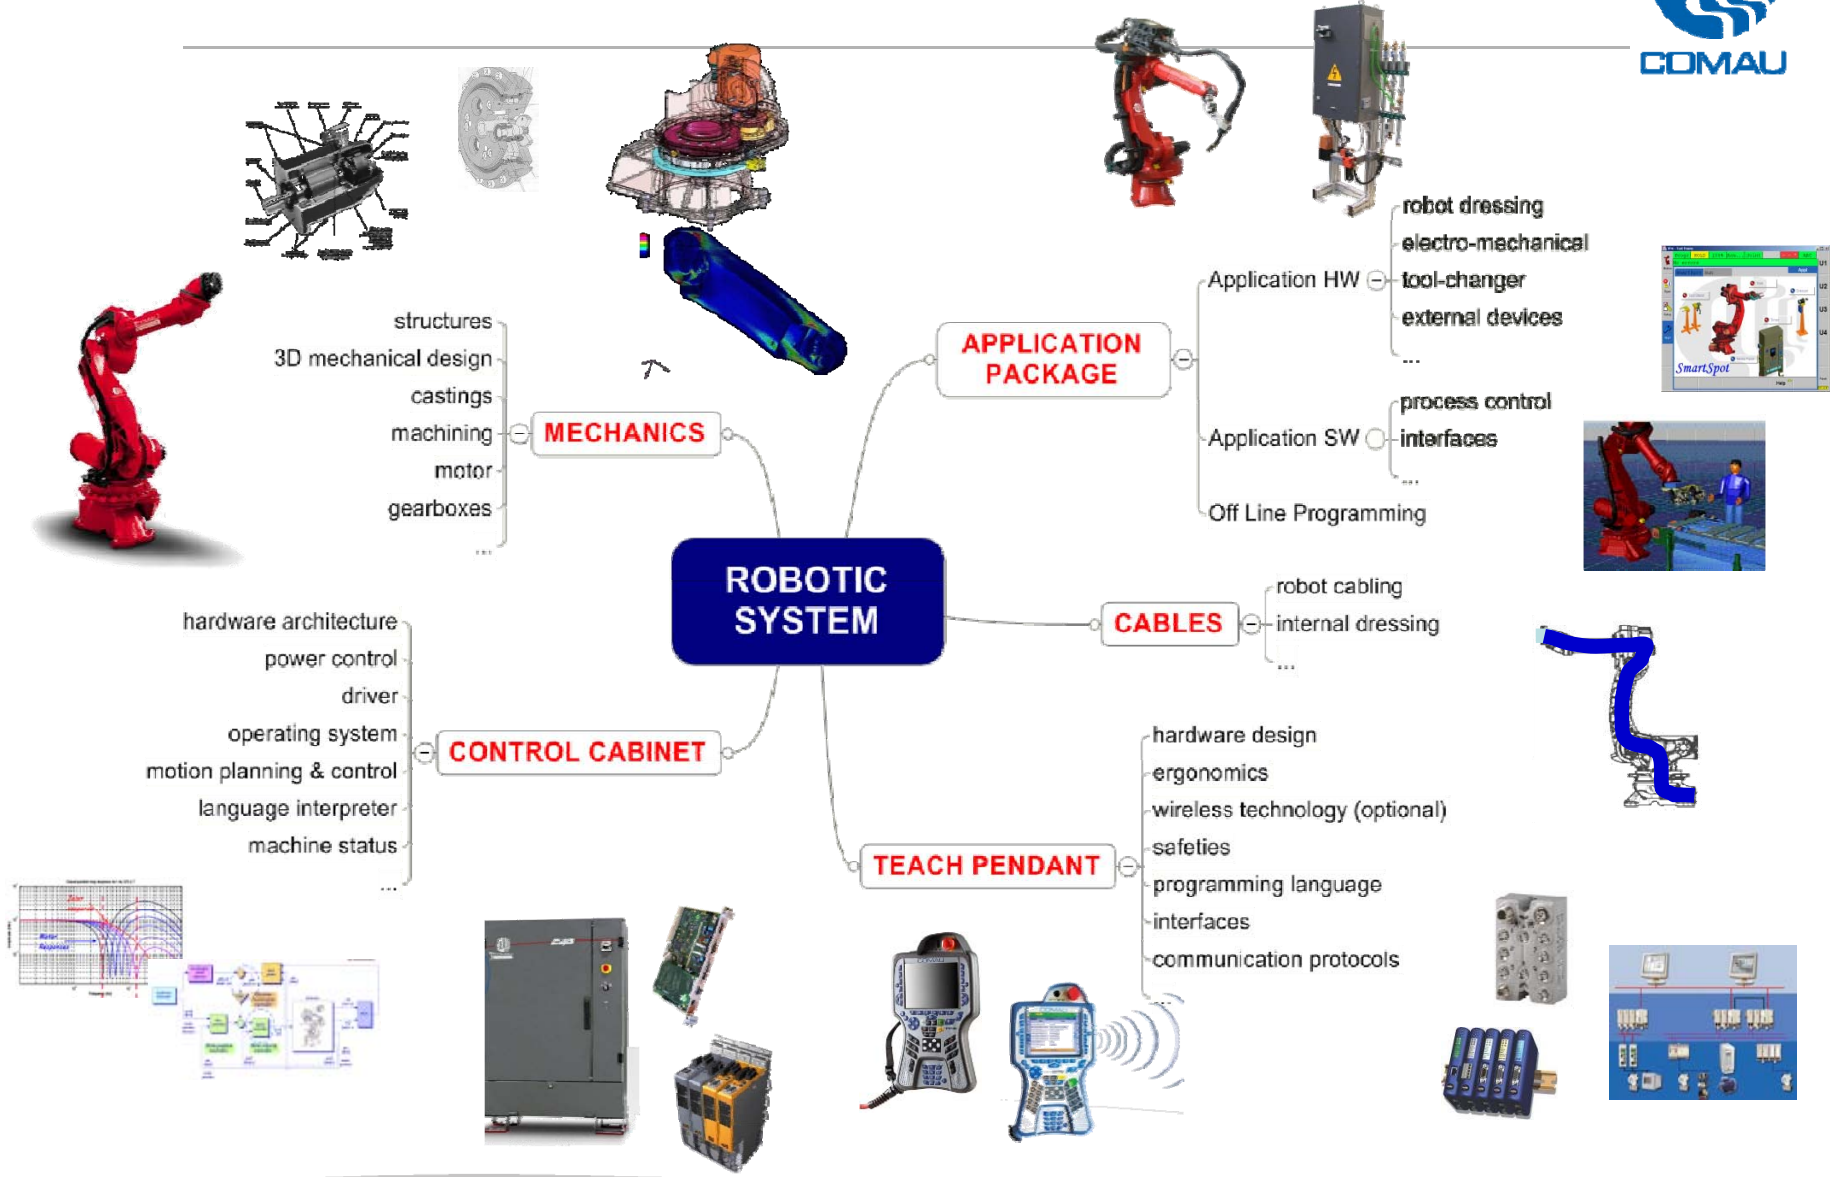 COMAU
structures
3D mechanical design
castings
machining
motor
gearboxes
...
MECHANICS
APPLICATION
PACKAGE
Application HW
robot dressing
electro-mechanical
tool-changer
external devices
...
Application SW
process control
interfaces
...
Off Line Programming
SmartSpot
ROBOTIC
SYSTEM
CABLES
robot cabling
internal dressing
...
hardware architecture
power control
driver
operating system
motion planning & control
language interpreter
machine status
...
CONTROL CABINET
TEACH PENDANT
hardware design
ergonomics
wireless technology (optional)
safeties
programming language
interfaces
communication protocols
...
COMAU
COMAU